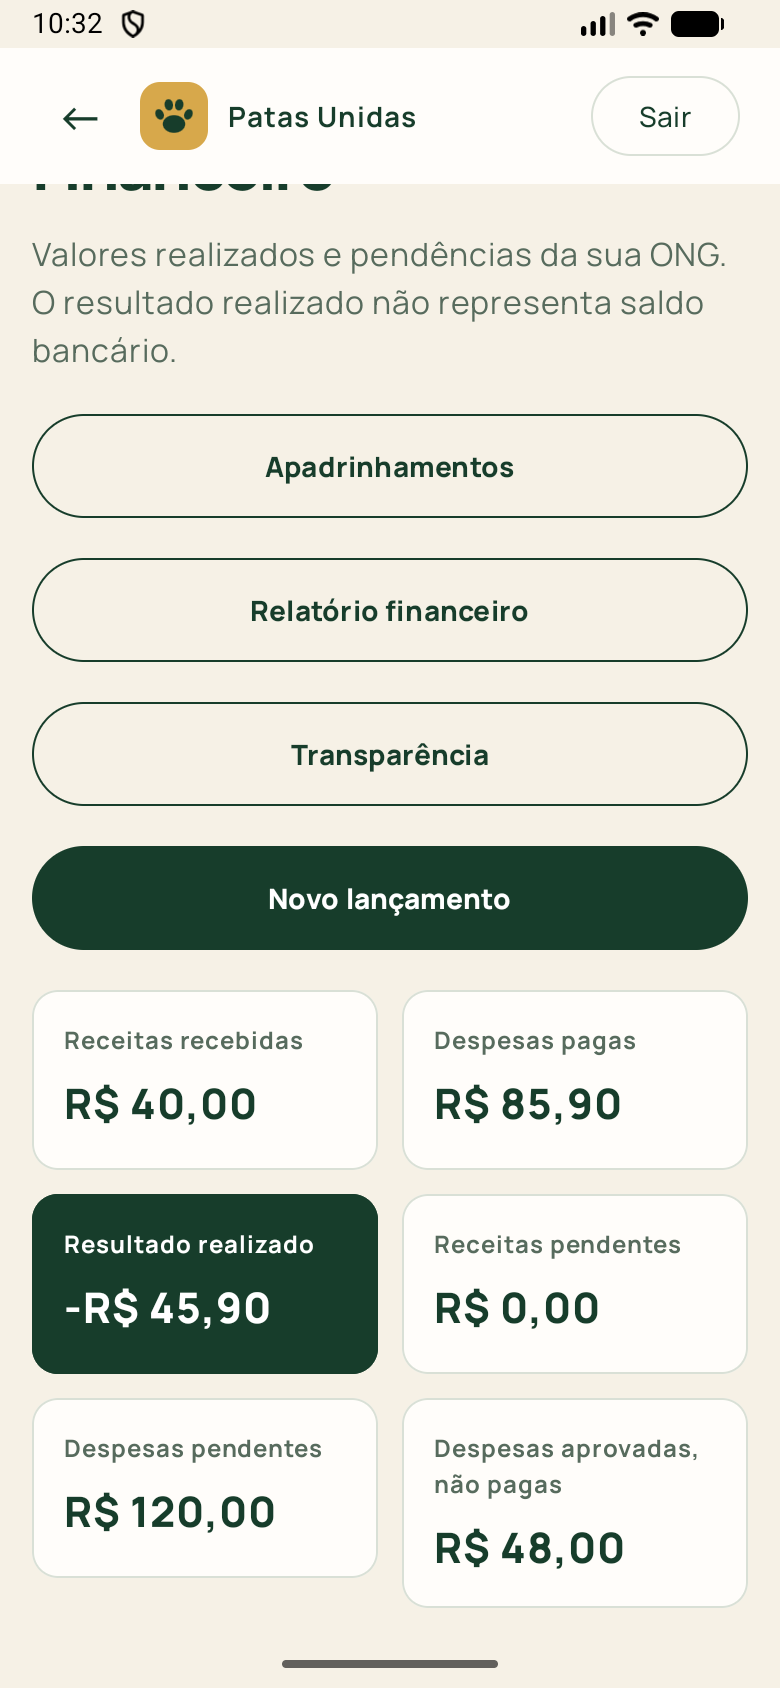 10:32
Patas Unidas
Sair
Financeiro
Valores realizados e pendências da sua ONG.
O resultado realizado não representa saldo
bancário.
Apadrinhamentos
Relatório financeiro
Transparência
Novo lançamento
Receitas recebidas
R$ 40,00
Despesas pagas
R$ 85,90
Resultado realizado
-R$ 45,90
Receitas pendentes
R$ 0,00
Despesas pendentes
R$ 120,00
Despesas aprovadas,
não pagas
R$ 48,00